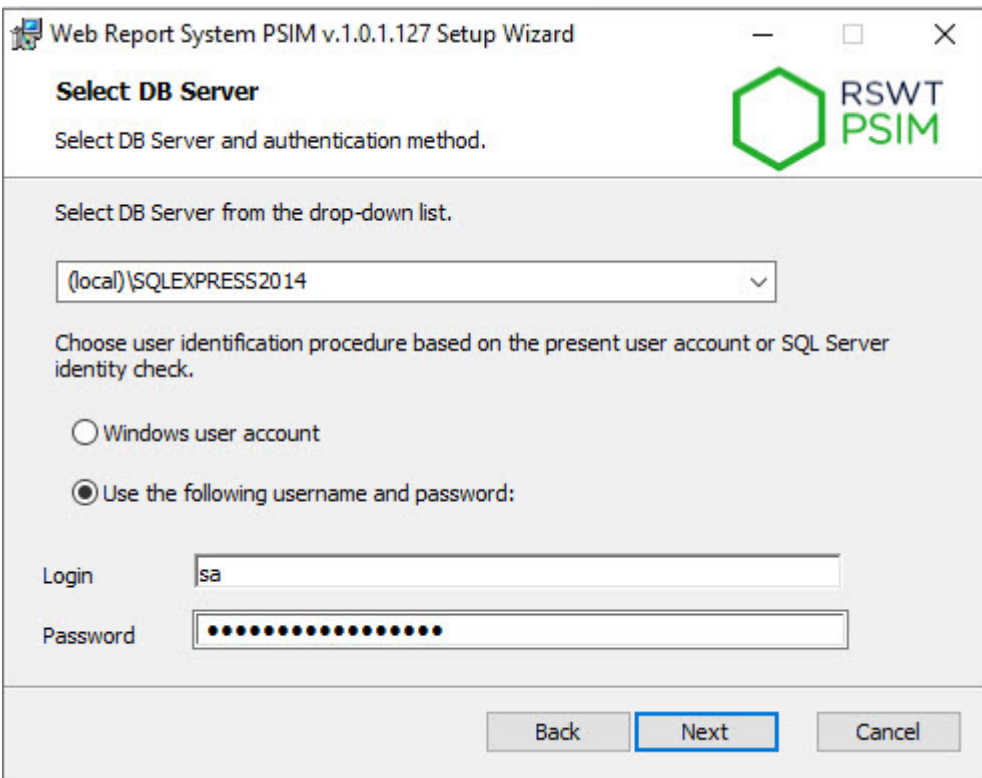 Web Report System PSIM v.1.0.1.127 Setup Wizard
Select DB Server
Select DB Server and authentication method.
RSWT
PSIM
Select DB Server from the drop-down list.
(local)\SQLEXPRESS2014
Choose user identification procedure based on the present user account or SQL Server
identity check.
Windows user account
Use the following username and password:
Login
sa
Password
•••••••••••••••••
Back
Next
Cancel